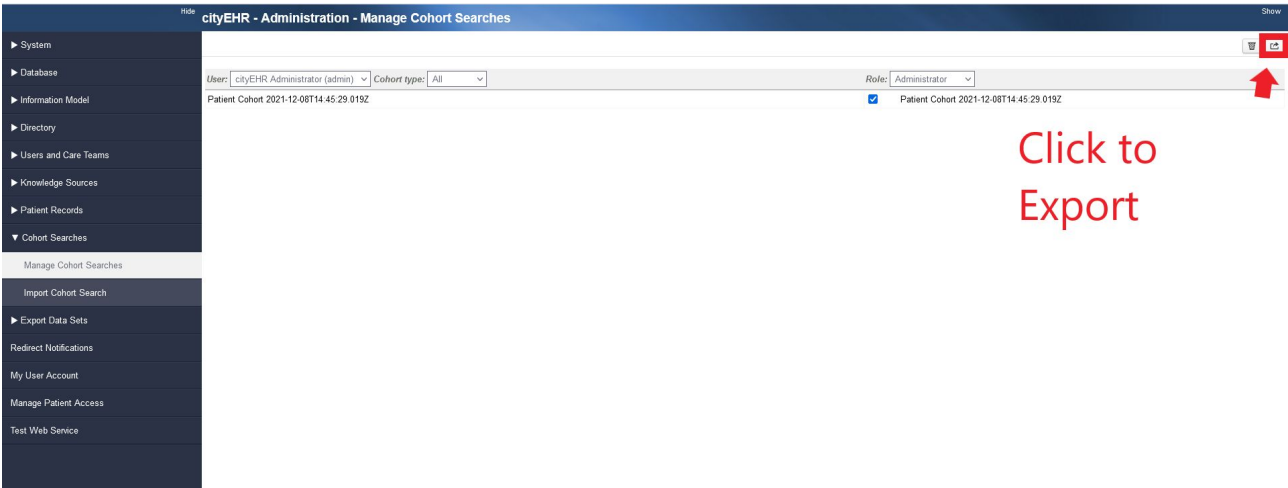 Hide
cityEHR - Administration - Manage Cohort Searches
Show
▶ System
▶ Database
▶ Information Model
▶ Directory
▶ Users and Care Teams
▶ Knowledge Sources
▶ Patient Records
▼ Cohort Searches
Manage Cohort Searches
Import Cohort Search
▶ Export Data Sets
Redirect Notifications
My User Account
Manage Patient Access
Test Web Service
User: cityEHR Administrator (admin) Cohort type: All Role: Administrator
Patient Cohort 2021-12-08T14:45:29.019Z Patient Cohort 2021-12-08T14:45:29.019Z
Click to
Export